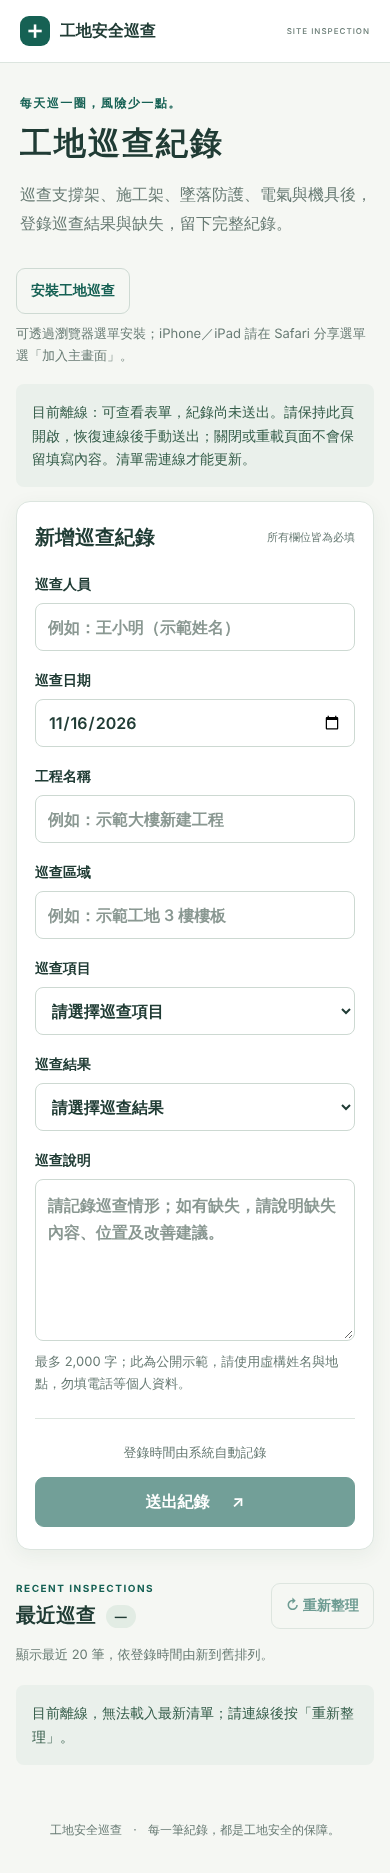 工地安全巡查
SITE INSPECTION
每天巡一圈，風險少一點。
工地巡查紀錄
巡查支撐架、施工架、墜落防護、電氣與機具後，
登錄巡查結果與缺失，留下完整紀錄。
安裝工地巡查
可透過瀏覽器選單安裝；iPhone／iPad 請在 Safari 分享選單
選「加入主畫面」。
目前離線：可查看表單，紀錄尚未送出。請保持此頁
開啟，恢復連線後手動送出；關閉或重載頁面不會保
留填寫內容。清單需連線才能更新。
新增巡查紀錄
所有欄位皆為必填
巡查人員
例如：王小明（示範姓名）
巡查日期
11/16/2026
工程名稱
例如：示範大樓新建工程
巡查區域
例如：示範工地 3 樓樓板
巡查項目
請選擇巡查項目
巡查結果
請選擇巡查結果
巡查說明
請記錄巡查情形；如有缺失，請說明缺失
內容、位置及改善建議。
最多 2,000 字；此為公開示範，請使用虛構姓名與地
點，勿填電話等個人資料。
登錄時間由系統自動記錄
送出紀錄 ↗
RECENT INSPECTIONS
最近巡查 —
↻ 重新整理
顯示最近 20 筆，依登錄時間由新到舊排列。
目前離線，無法載入最新清單；請連線後按「重新整
理」。
工地安全巡查 · 每一筆紀錄，都是工地安全的保障。